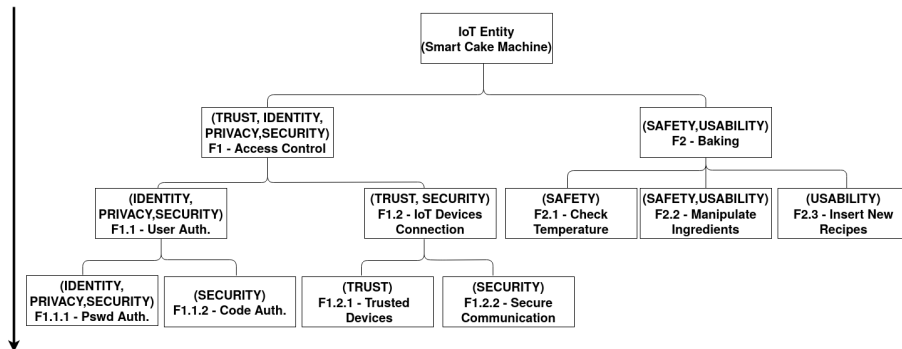 IoT Entity
(Smart Cake Machine)
(TRUST, IDENTITY,
PRIVACY,SECURITY)
F1 - Access Control
(SAFETY,USABILITY)
F2 - Baking
(IDENTITY,
PRIVACY,SECURITY)
F1.1 - User Auth.
(TRUST, SECURITY)
F1.2 - IoT Devices
Connection
(SAFETY)
F2.1 - Check
Temperature
(SAFETY,USABILITY)
F2.2 - Manipulate
Ingredients
(USABILITY)
F2.3 - Insert New
Recipes
(IDENTITY,
PRIVACY,SECURITY)
F1.1.1 - Pswd Auth.
(SECURITY)
F1.1.2 - Code Auth.
(TRUST)
F1.2.1 - Trusted
Devices
(SECURITY)
F1.2.2 - Secure
Communication